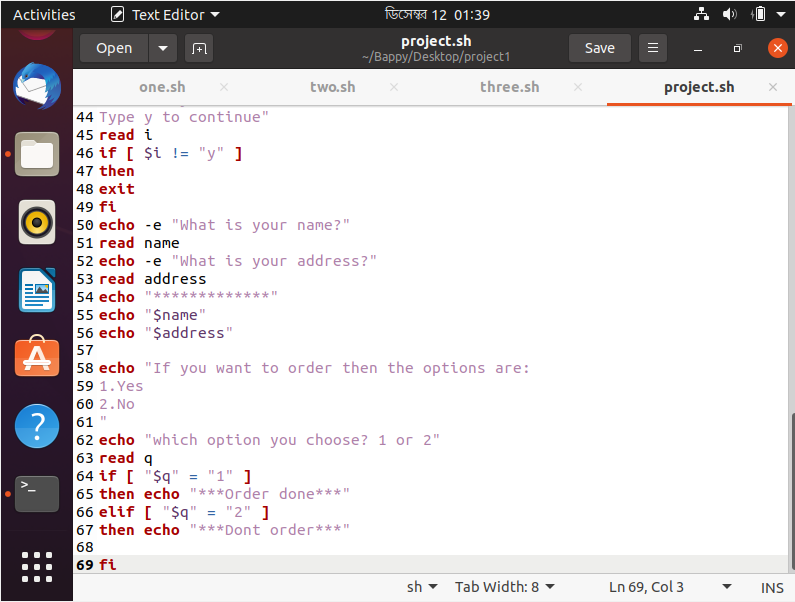 Activities Text Editor ডিসেম্বর 12 01:39
Open project.sh Save
~/Bappy/Desktop/project1
one.sh two.sh three.sh project.sh
44 Type y to continue"
45 read i
46 if [ $i != "y" ]
47 then
48 exit
49 fi
50 echo -e "What is your name?"
51 read name
52 echo -e "What is your address?"
53 read address
54 echo "*************"
55 echo "$name"
56 echo "$address"
57
58 echo "If you want to order then the options are:
59 1.Yes
60 2.No
61 "
62 echo "which option you choose? 1 or 2"
63 read q
64 if [ "$q" = "1" ]
65 then echo "***Order done***"
66 elif [ "$q" = "2" ]
67 then echo "***Dont order***"
68
69 fi
sh Tab Width: 8 Ln 69, Col 3 INS